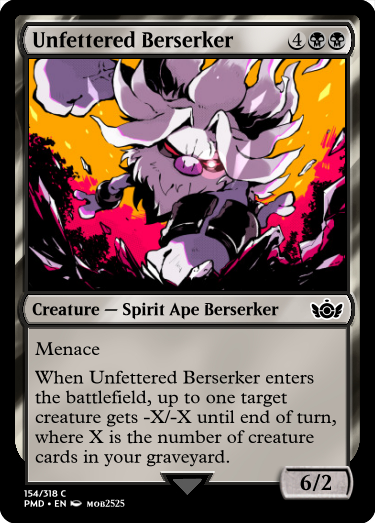 Unfettered Berserker 4
Creature — Spirit Ape Berserker
Menace
When Unfettered Berserker enters
the battlefield, up to one target
creature gets -X/-X until end of turn,
where X is the number of creature
cards in your graveyard.
6/2
154/318 C
PMD • EN MOB2525